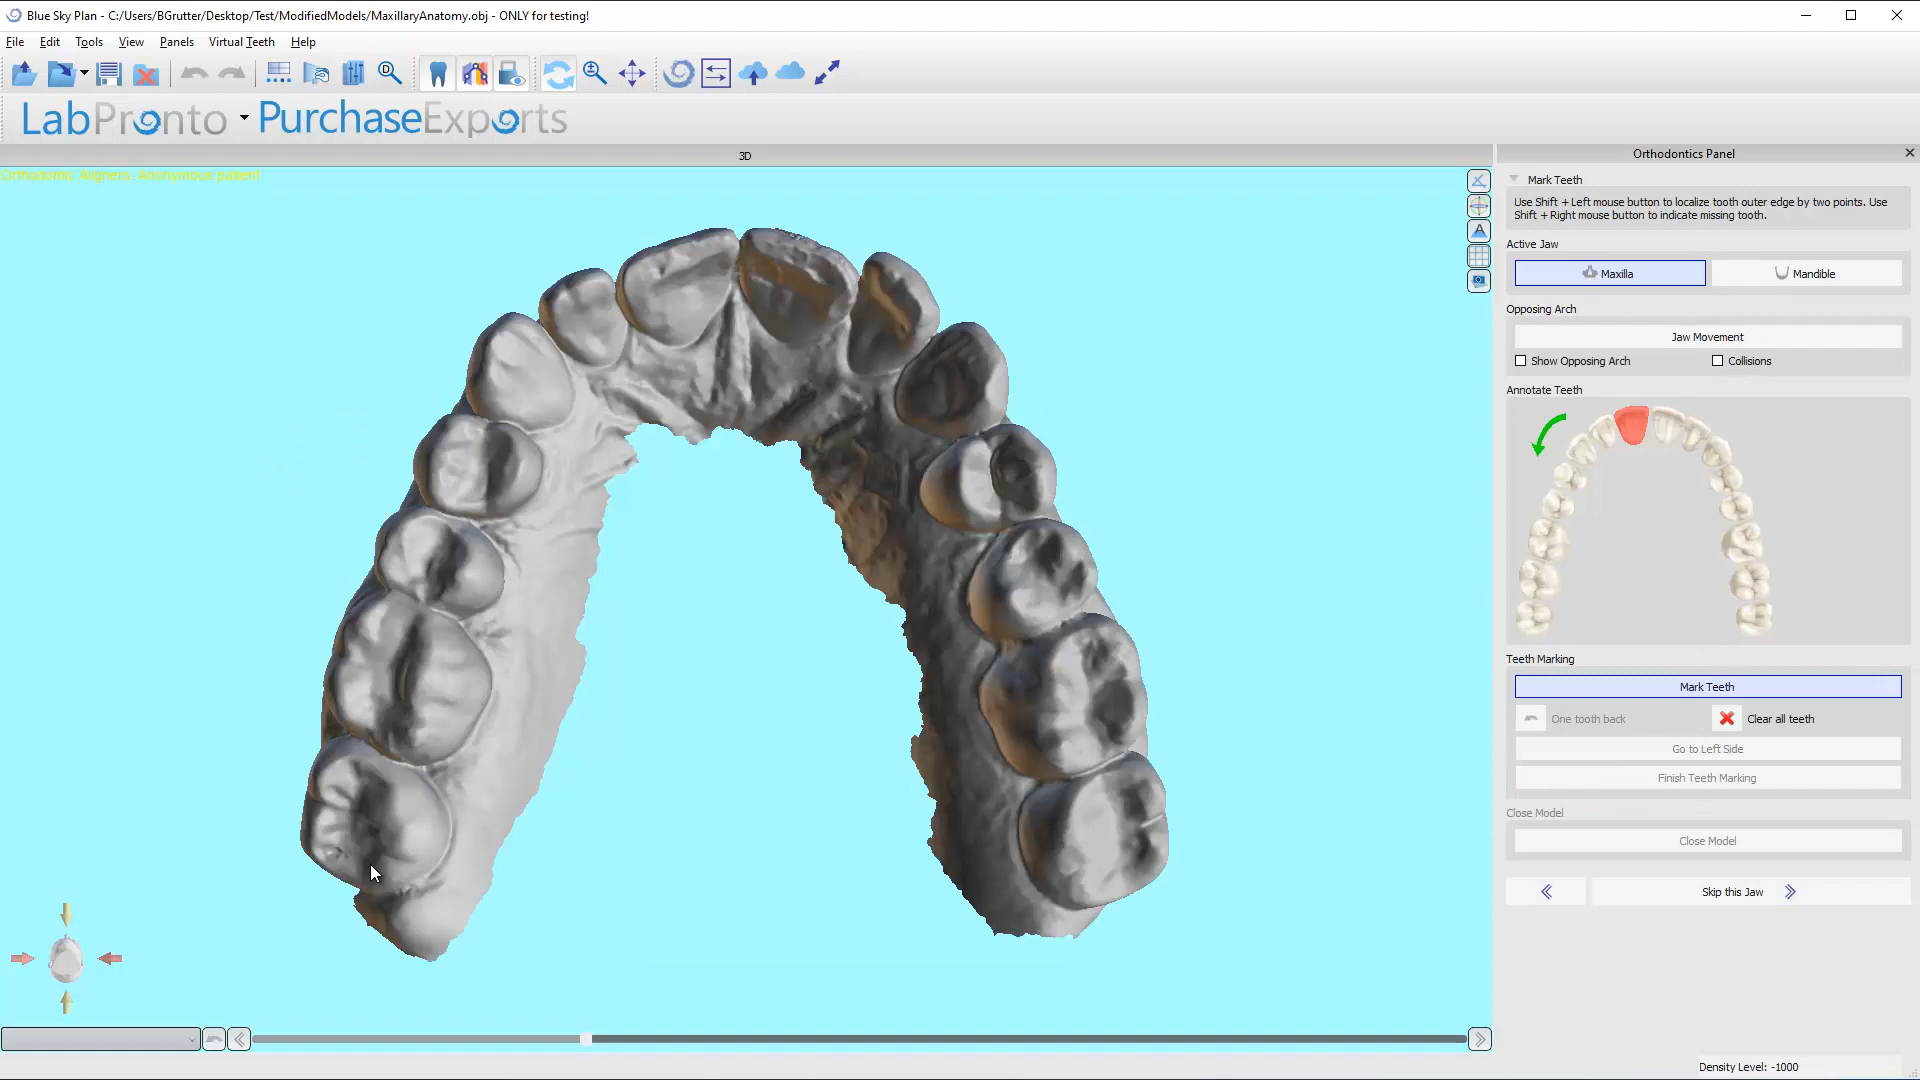 Blue Sky Plan - C:/Users/BGrutter/Desktop/Test/ModifiedModels/MaxillaryAnatomy.obj - ONLY for testing!
File Edit Tools View Panels Virtual Teeth Help
D
LabPronto PurchaseExports
3D
Orthodontic Aligners: Anonymous patient
Orthodontics Panel
Mark Teeth
Use Shift + Left mouse button to localize tooth outer edge by two points. Use
Shift + Right mouse button to indicate missing tooth.
Active Jaw
Maxilla Mandible
Opposing Arch
Jaw Movement
Show Opposing Arch Collisions
Annotate Teeth
Teeth Marking
Mark Teeth
One tooth back Clear all teeth
Go to Left Side
Finish Teeth Marking
Close Model
Close Model
Skip this Jaw
Density Level: -1000